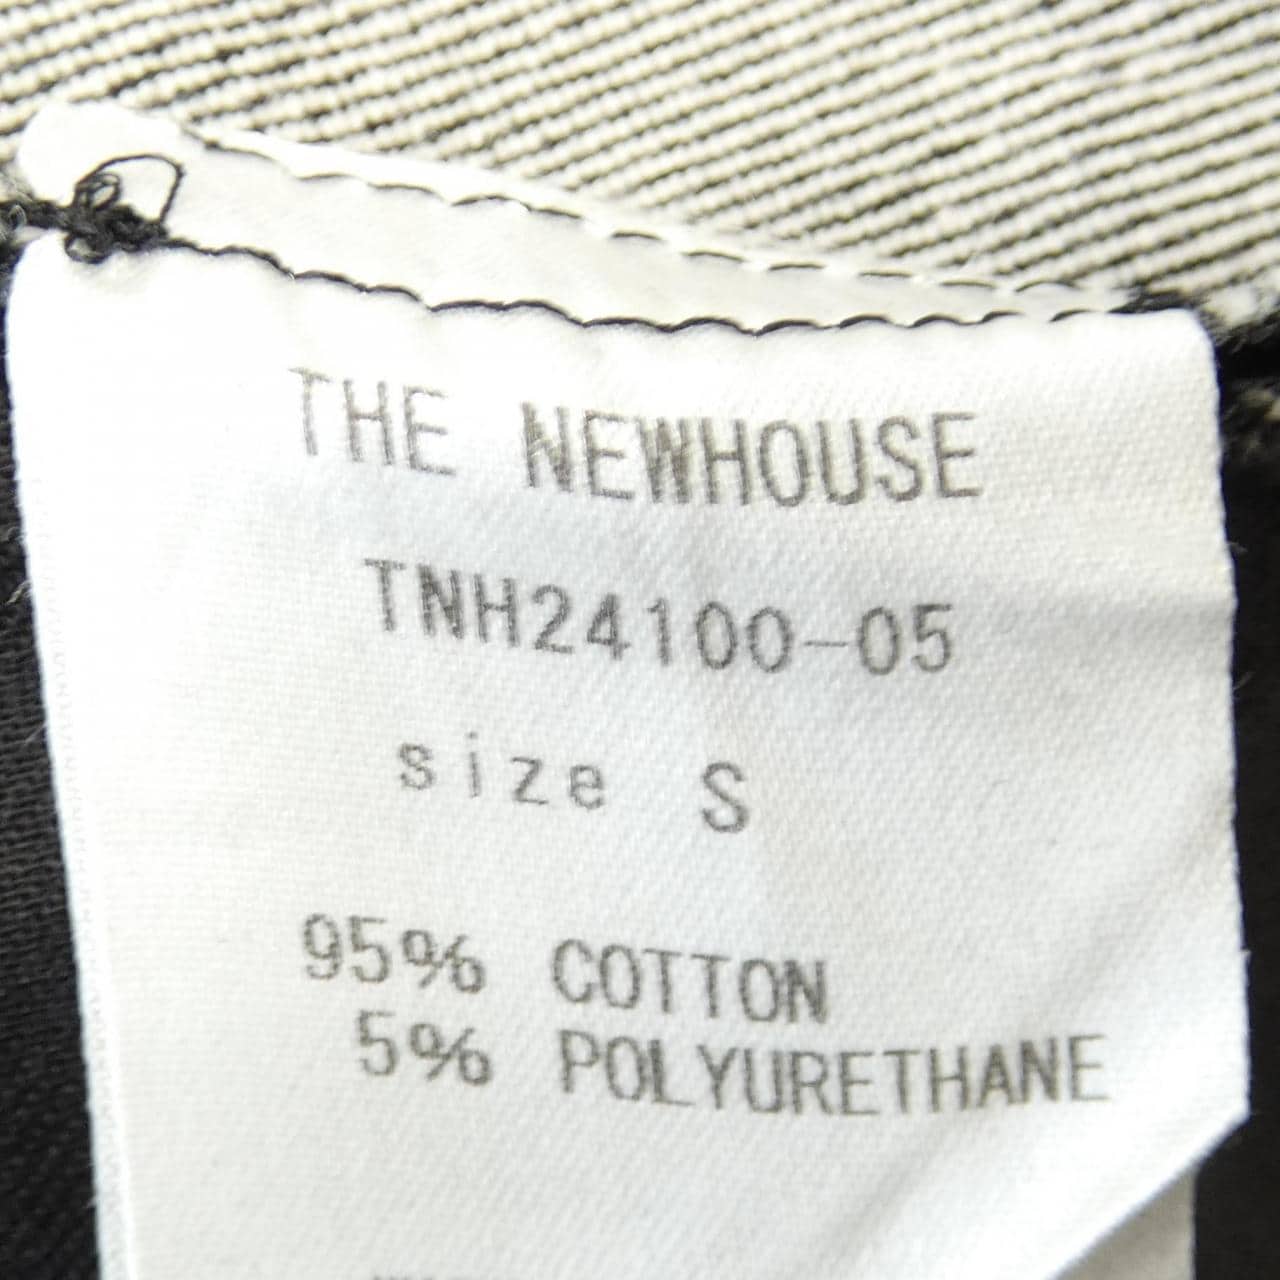 THE NEWHOUSE
TNH24100-05
size S
95% COTTON
5% POLYURETHANE